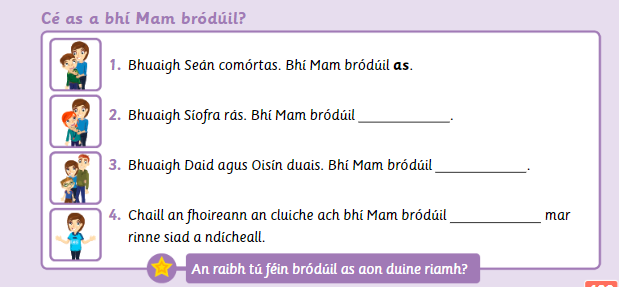 Cé as a bhí Mam bródúil?
1. Bhuaigh Seán comórtas. Bhí Mam bródúil as.
2. Bhuaigh Síofra rás. Bhí Mam bródúil ____________.
3. Bhuaigh Daid agus Oisín duais. Bhí Mam bródúil ____________.
4. Chaill an fhoireann an cluiche ach bhí Mam bródúil ____________ mar
rinne siad a ndícheall.
An raibh tú féin bródúil as aon duine riamh?